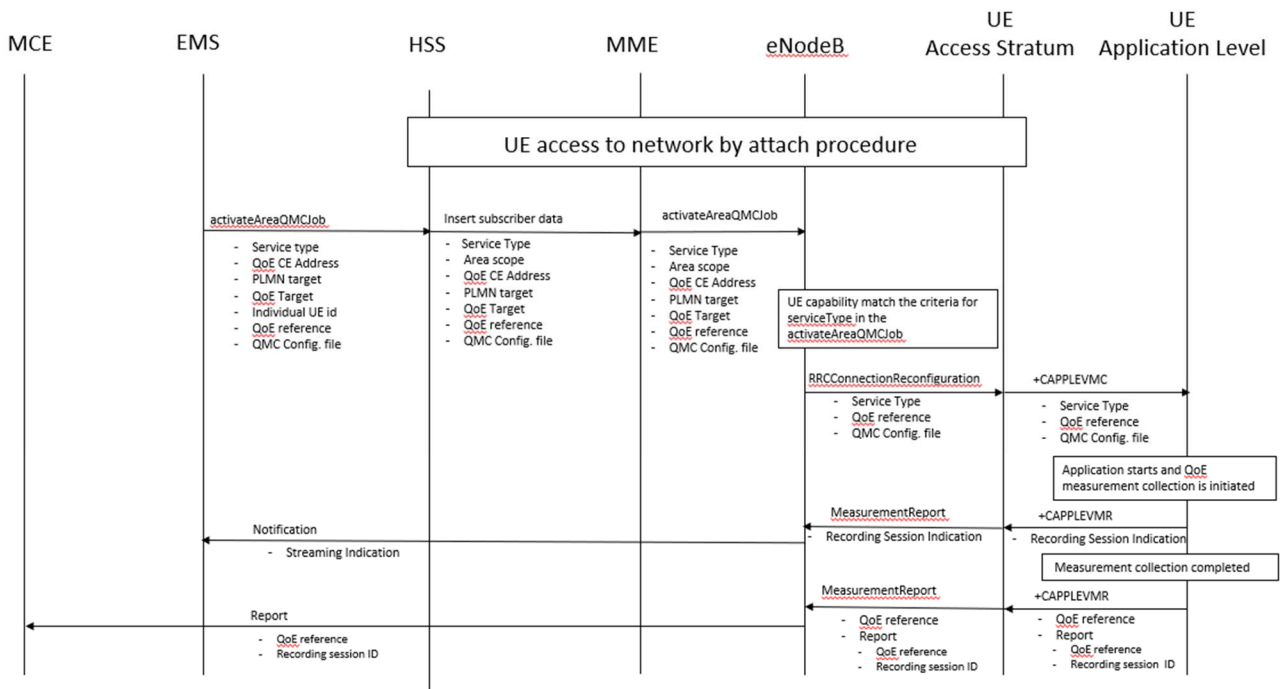 MCE
EMS
HSS
MME
eNodeB
UE
Access Stratum
UE
Application Level
UE access to network by attach procedure
activateAreaQMCJob
- Service type
- QoE CE Address
- PLMN target
- QoE Target
- Individual UE id
- QoE reference
- QMC Config. file
Insert subscriber data
- Service Type
- Area scope
- QoE CE Address
- PLMN target
- QoE Target
- QoE reference
- QMC Config. file
activateAreaQMCJob
- Service Type
- Area scope
- QoE CE Address
- PLMN target
- QoE Target
- QoE reference
- QMC Config. file
UE capability match the criteria for
serviceType in the
activateAreaQMCJob
RRCConnectionReconfiguration
- Service Type
- QoE reference
- QMC Config. file
+CAPPLEVMC
- Service Type
- QoE reference
- QMC Config. file
Application starts and QoE
measurement collection is initiated
+CAPPLEVMR
- Recording Session Indication
MeasurementReport
- Recording Session Indication
Notification
- Streaming Indication
Measurement collection completed
+CAPPLEVMR
- QoE reference
- Report
- QoE reference
- Recording session ID
MeasurementReport
- QoE reference
- Report
- QoE reference
- Recording session ID
Report
- QoE reference
- Recording session ID